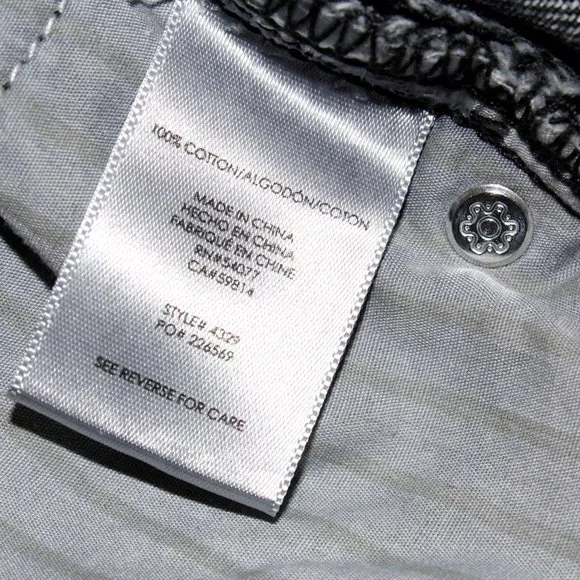 100% COTTON/ALGODÓN/COTON
MADE IN CHINA
HECHO EN CHINA
FABRIQUÉ EN CHINE
RN#54077
CA#59814
STYLE# 4329
PO# 226569
SEE REVERSE FOR CARE